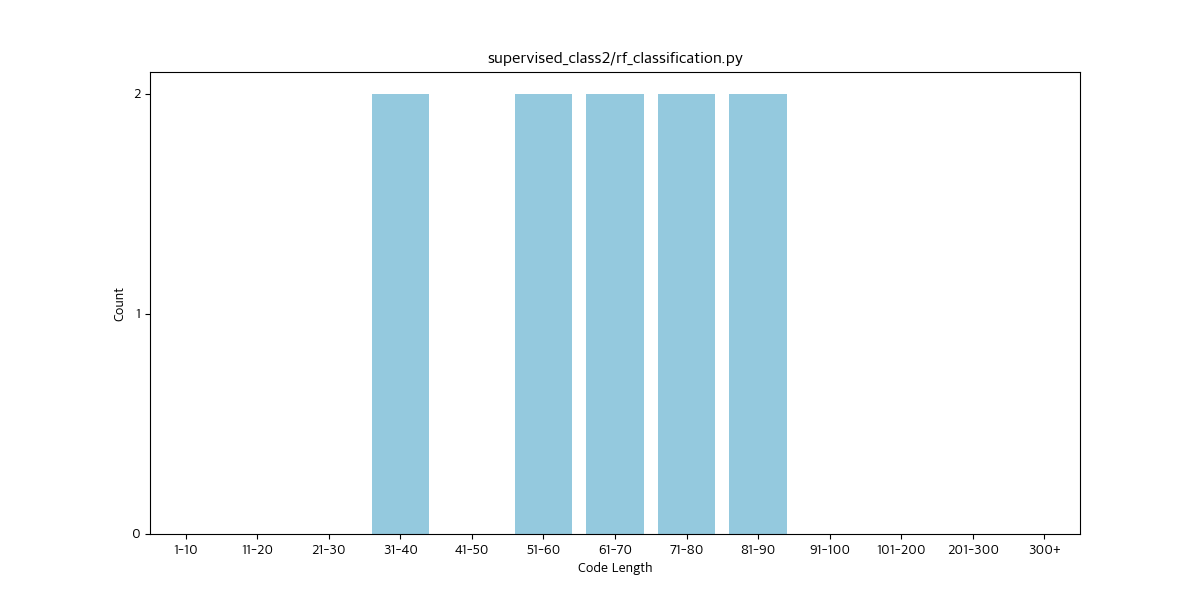 supervised_class2/rf_classification.py
Count
2
1
0
1-10 11-20 21-30 31-40 41-50 51-60 61-70 71-80 81-90 91-100 101-200 201-300 300+
Code Length